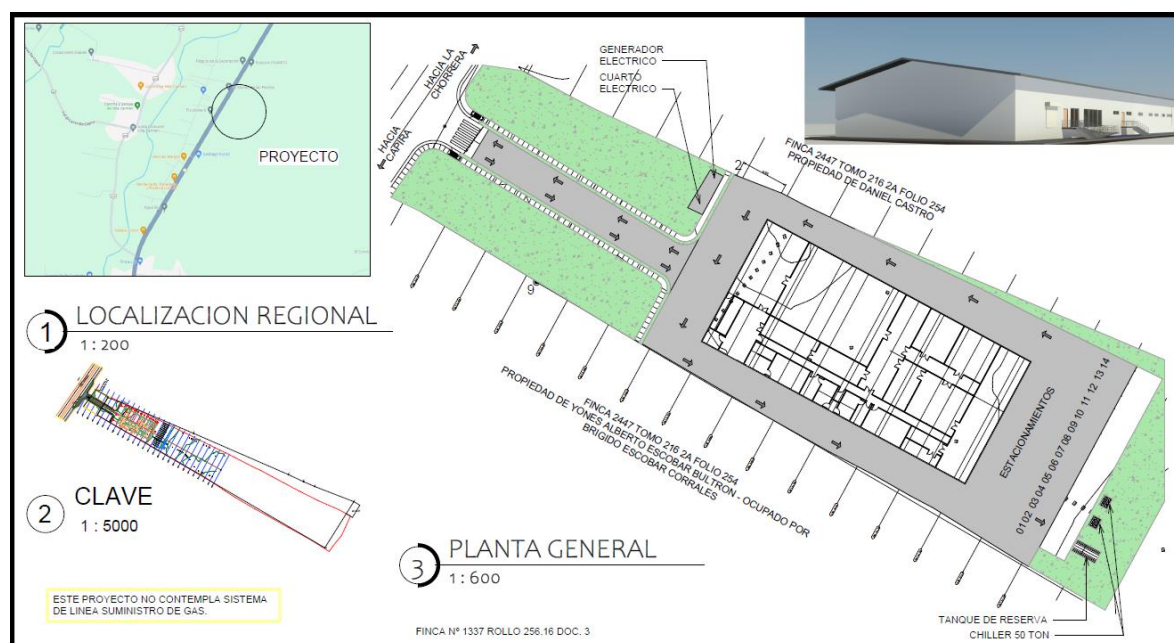 PROYECTO
1
LOCALIZACION REGIONAL
1 : 200
2
CLAVE
1 : 5000
ESTE PROYECTO NO CONTEMPLA SISTEMA
DE LINEA SUMINISTRO DE GAS.
HACIA LA
CHORRERA
HACIA
CAPIRA
GENERADOR
ELECTRICO
CUARTO
ELECTRICO
2
FINCA 2447 TOMO 216 2A FOLIO 254
PROPIEDAD DE DANIEL CASTRO
9
FINCA 2447 TOMO 216 2A FOLIO 254
PROPIEDAD DE YONES ALBERTO ESCOBAR BULTRON - OCUPADO POR
BRIGIDO ESCOBAR CORRALES
ESTACIONAMIENTOS
01 02 03 04 05 06 07 08 09 10 11 12 13 14
3
PLANTA GENERAL
1 : 600
TANQUE DE RESERVA
CHILLER 50 TON
FINCA Nº 1337 ROLLO 256.16 DOC. 3